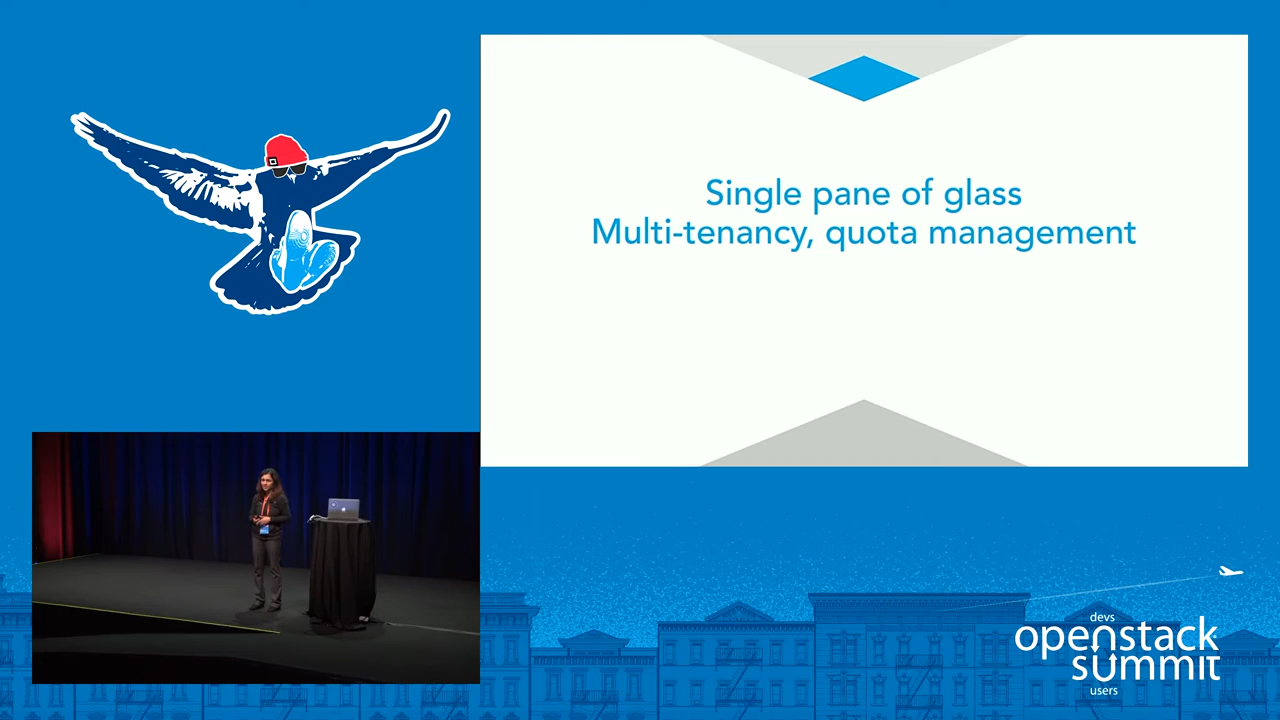 Single pane of glass
Multi-tenancy, quota management
devs
openstack
summit
users